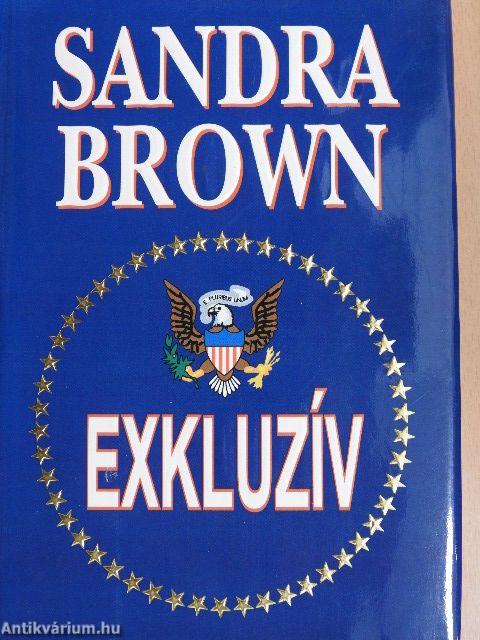 SANDRA
BROWN
E PLURIBUS UNUM
EXKLUZÍV
Antikvárium.hu